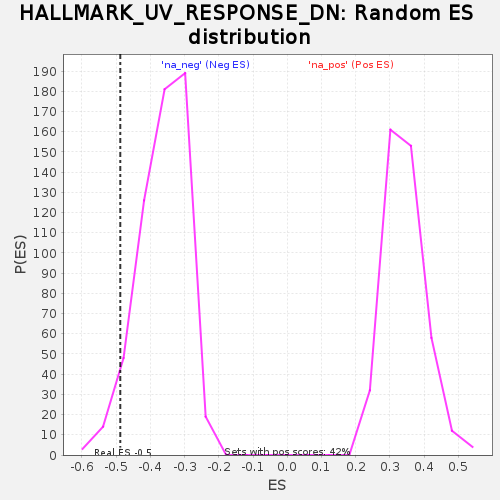 HALLMARK_UV_RESPONSE_DN: Random ES
distribution
'na_neg' (Neg ES) 'na_pos' (Pos ES)
190
180
170
160
150
140
130
120
110
100
90
80
70
60
50
40
30
20
10
0
P(ES)
Real ES -0.5
Sets with pos scores: 42%
-0.6 -0.5 -0.4 -0.3 -0.2 -0.1 0.0 0.1 0.2 0.3 0.4 0.5
ES